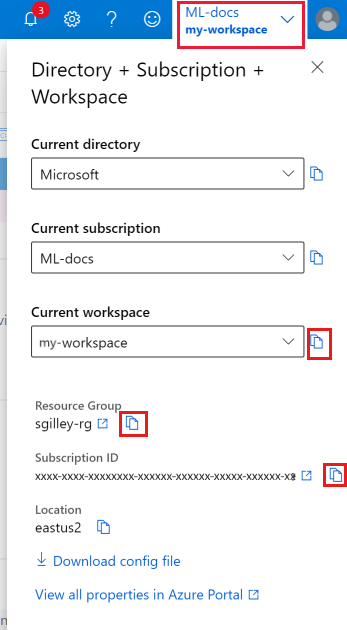 3
ML-docs
my-workspace
Directory + Subscription +
Workspace
Current directory
Microsoft
Current subscription
ML-docs
Current workspace
my-workspace
Resource Group
sgilley-rg
Subscription ID
xxxx-xxxx-xxxxxxxx-xxxxxx-xxxxxx-xxxxx-xxxxxx-xx
Location
eastus2
Download config file
View all properties in Azure Portal